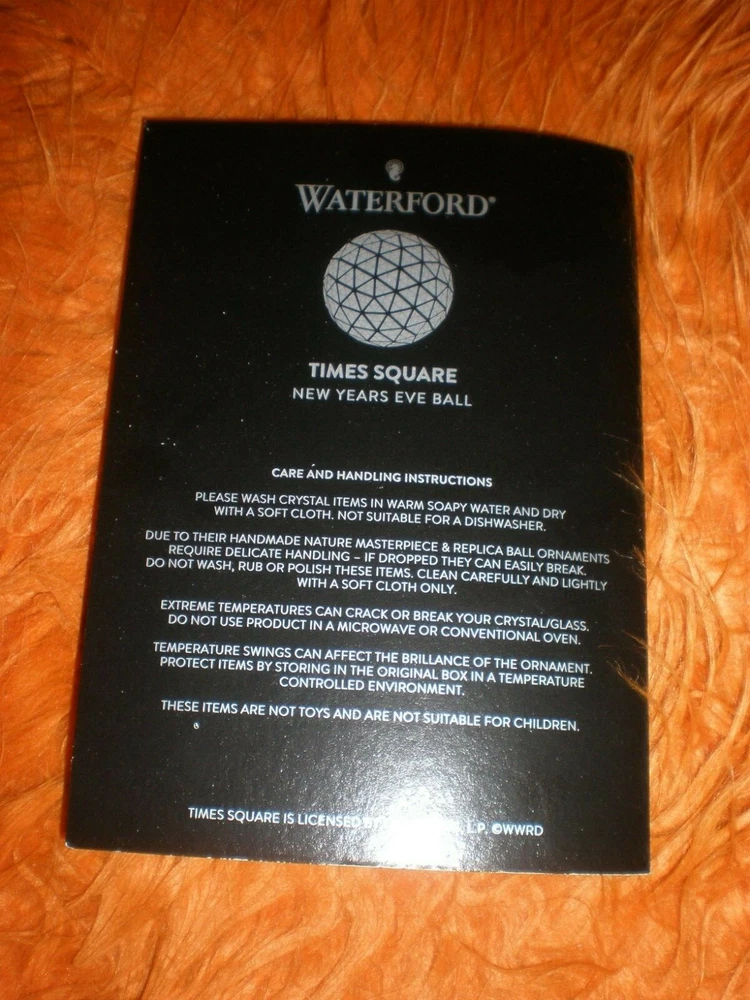 WATERFORD®
TIMES SQUARE
NEW YEARS EVE BALL
CARE AND HANDLING INSTRUCTIONS
PLEASE WASH CRYSTAL ITEMS IN WARM SOAPY WATER AND DRY
WITH A SOFT CLOTH. NOT SUITABLE FOR A DISHWASHER.
DUE TO THEIR HANDMADE NATURE MASTERPIECE & REPLICA BALL ORNAMENTS
REQUIRE DELICATE HANDLING – IF DROPPED THEY CAN EASILY BREAK.
DO NOT WASH, RUB OR POLISH THESE ITEMS. CLEAN CAREFULLY AND LIGHTLY
WITH A SOFT CLOTH ONLY.
EXTREME TEMPERATURES CAN CRACK OR BREAK YOUR CRYSTAL/GLASS.
DO NOT USE PRODUCT IN A MICROWAVE OR CONVENTIONAL OVEN.
TEMPERATURE SWINGS CAN AFFECT THE BRILLANCE OF THE ORNAMENT.
PROTECT ITEMS BY STORING IN THE ORIGINAL BOX IN A TEMPERATURE
CONTROLLED ENVIRONMENT.
THESE ITEMS ARE NOT TOYS AND ARE NOT SUITABLE FOR CHILDREN.
TIMES SQUARE IS LICENSED BY L.P. ©WWRD